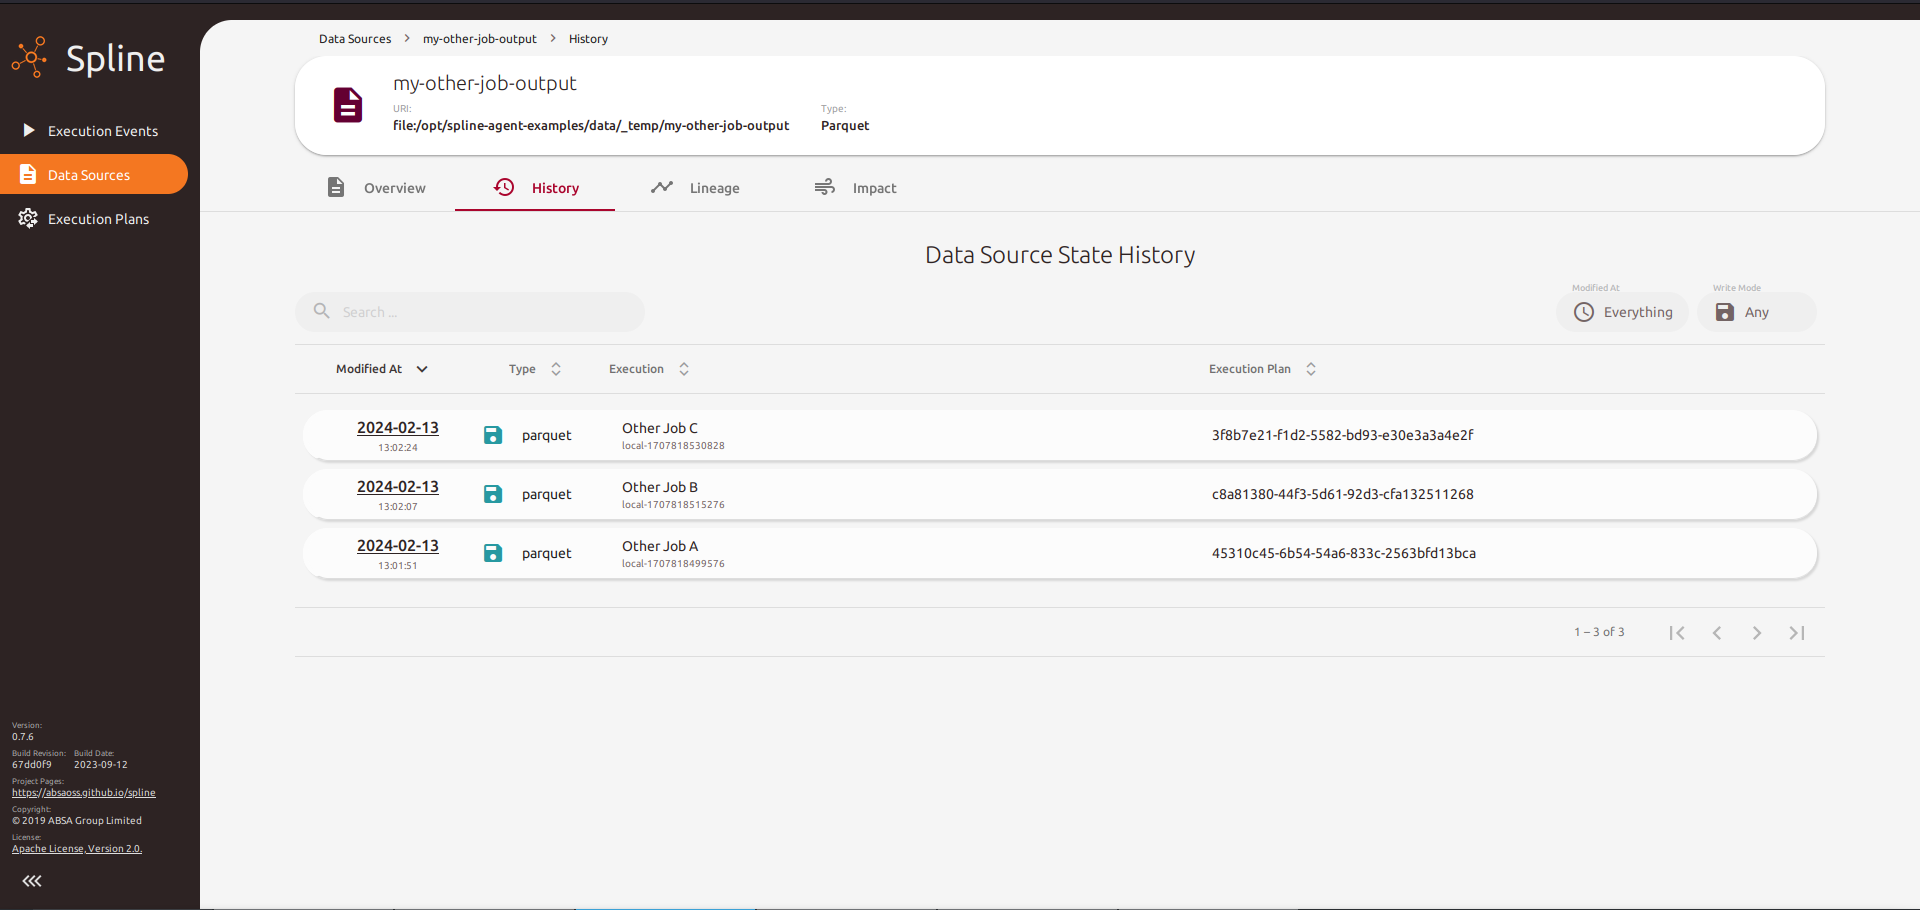 Spline
Execution Events
Data Sources
Execution Plans
Version:
0.7.6
Build Revision: Build Date:
67dd0f9 2023-09-12
Project Pages:
https://absaoss.github.io/spline
Copyright:
© 2019 ABSA Group Limited
License:
Apache License, Version 2.0.
Data Sources my-other-job-output History
my-other-job-output
URI: Type:
file:/opt/spline-agent-examples/data/_temp/my-other-job-output Parquet
Overview History Lineage Impact
Data Source State History
Modified At Write Mode
Search ... Everything Any
Modified At Type Execution Execution Plan
2024-02-13 Other Job C
parquet 3f8b7e21-f1d2-5582-bd93-e30e3a3a4e2f
13:02:24 local-1707818530828
2024-02-13 Other Job B
parquet c8a81380-44f3-5d61-92d3-cfa132511268
13:02:07 local-1707818515276
2024-02-13 Other Job A
parquet 45310c45-6b54-54a6-833c-2563bfd13bca
13:01:51 local-1707818499576
1 – 3 of 3